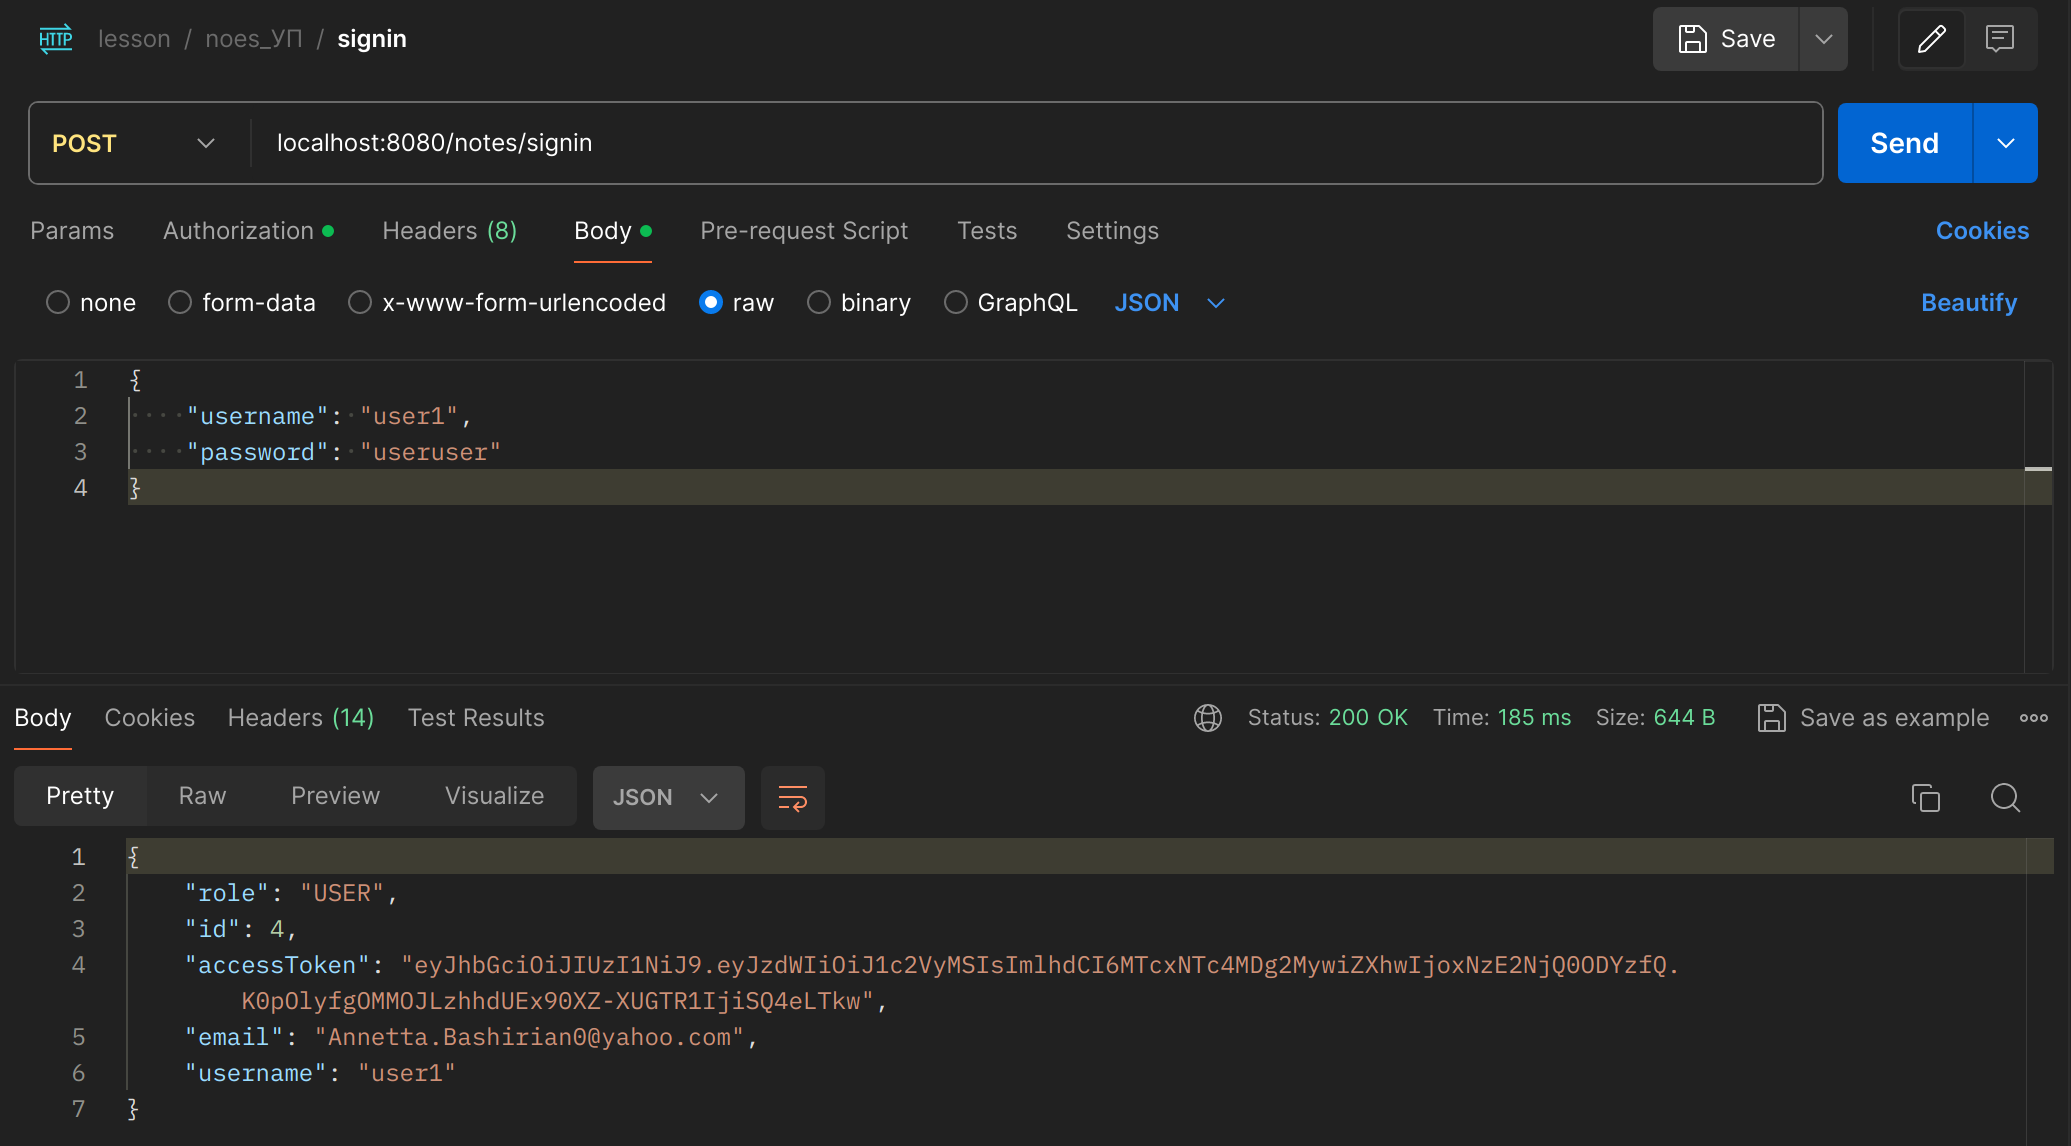 HTTP lesson / noes_УП / signin Save
POST localhost:8080/notes/signin Send
Params Authorization Headers (8) Body Pre-request Script Tests Settings Cookies
none form-data x-www-form-urlencoded raw binary GraphQL JSON Beautify
1 {
2 "username": "user1",
3 "password": "useruser"
4 }
Body Cookies Headers (14) Test Results Status: 200 OK Time: 185 ms Size: 644 B Save as example
Pretty Raw Preview Visualize JSON
1 {
2 "role": "USER",
3 "id": 4,
4 "accessToken": "eyJhbGciOiJIUzI1NiJ9.eyJzdWIiOiJ1c2VyMSIsImlhdCI6MTcxNTc4MDg2MywiZXhwIjoxNzE2NjQ0ODYzfQ.
K0pOlyfgOMMOJLzhhdUEx90XZ-XUGTR1IjiSQ4eLTkw",
5 "email": "Annetta.Bashirian0@yahoo.com",
6 "username": "user1"
7 }